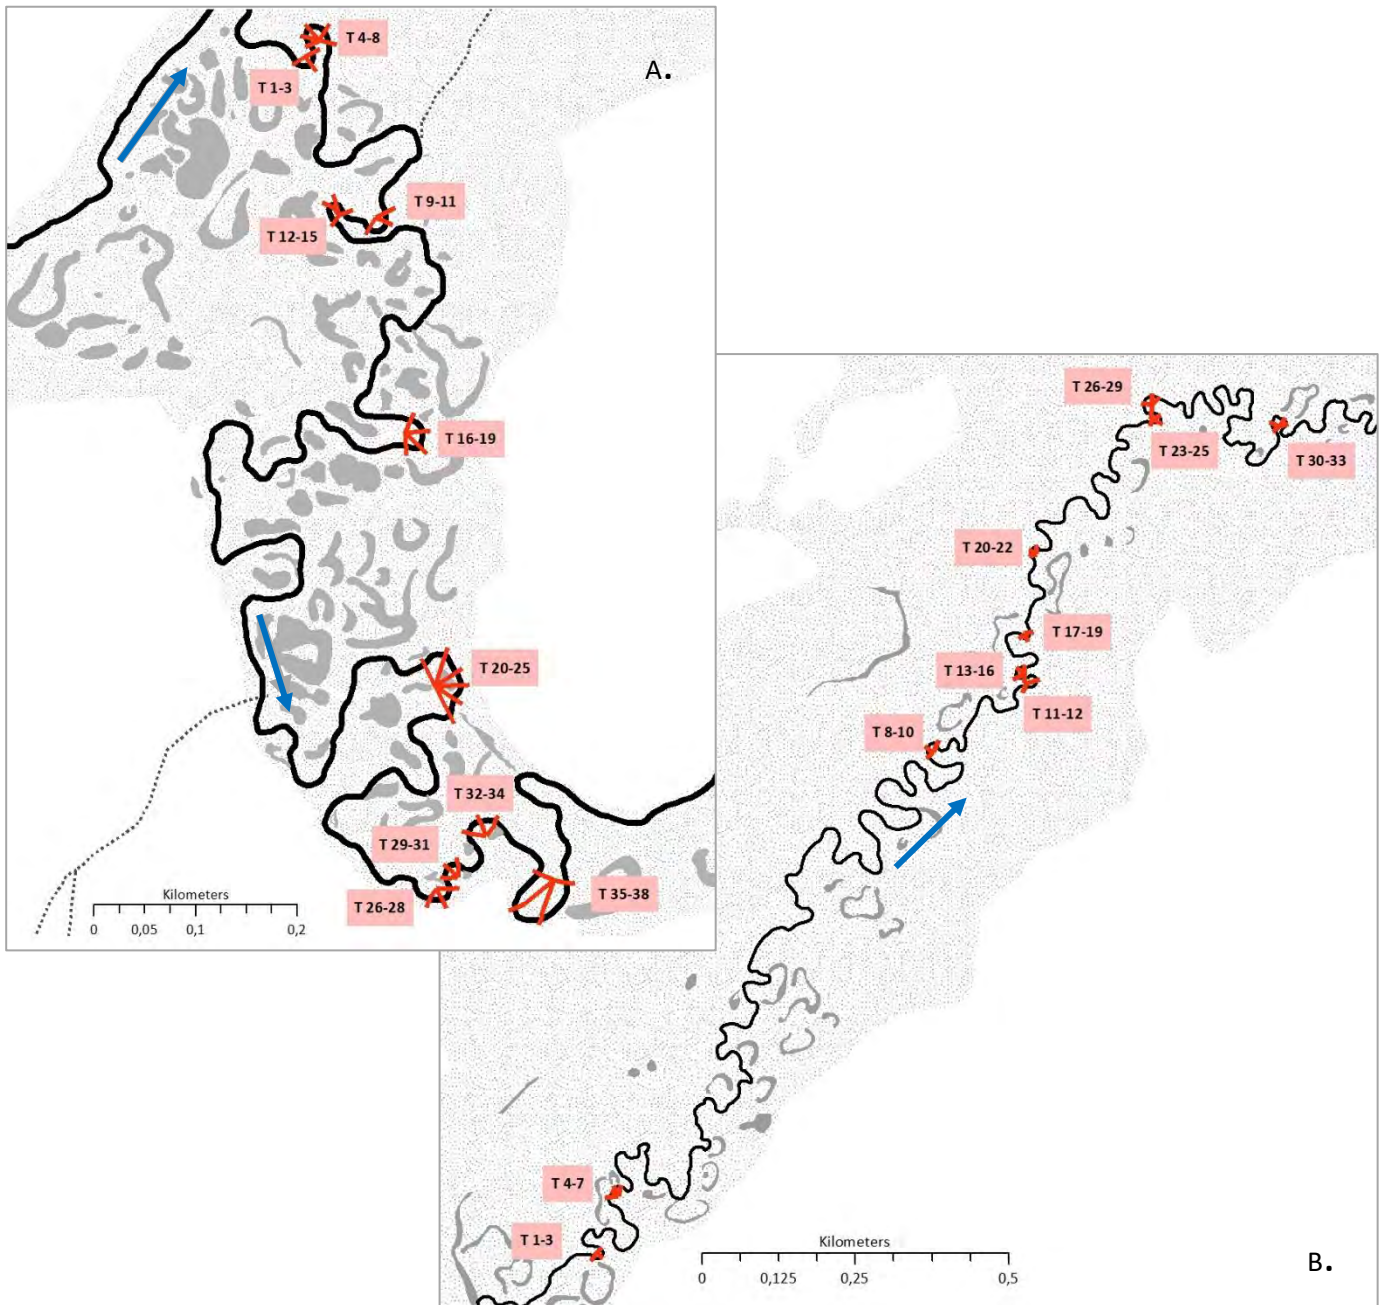 T 4-8
A.
T 1-3
T 9-11
T 12-15
T 16-19
T 20-25
T 32-34
T 29-31
T 26-28
T 35-38
Kilometers
0 0,05 0,1 0,2
T 26-29
T 23-25
T 30-33
T 20-22
T 17-19
T 13-16
T 11-12
T 8-10
T 4-7
T 1-3
Kilometers
0 0,125 0,25 0,5
B.